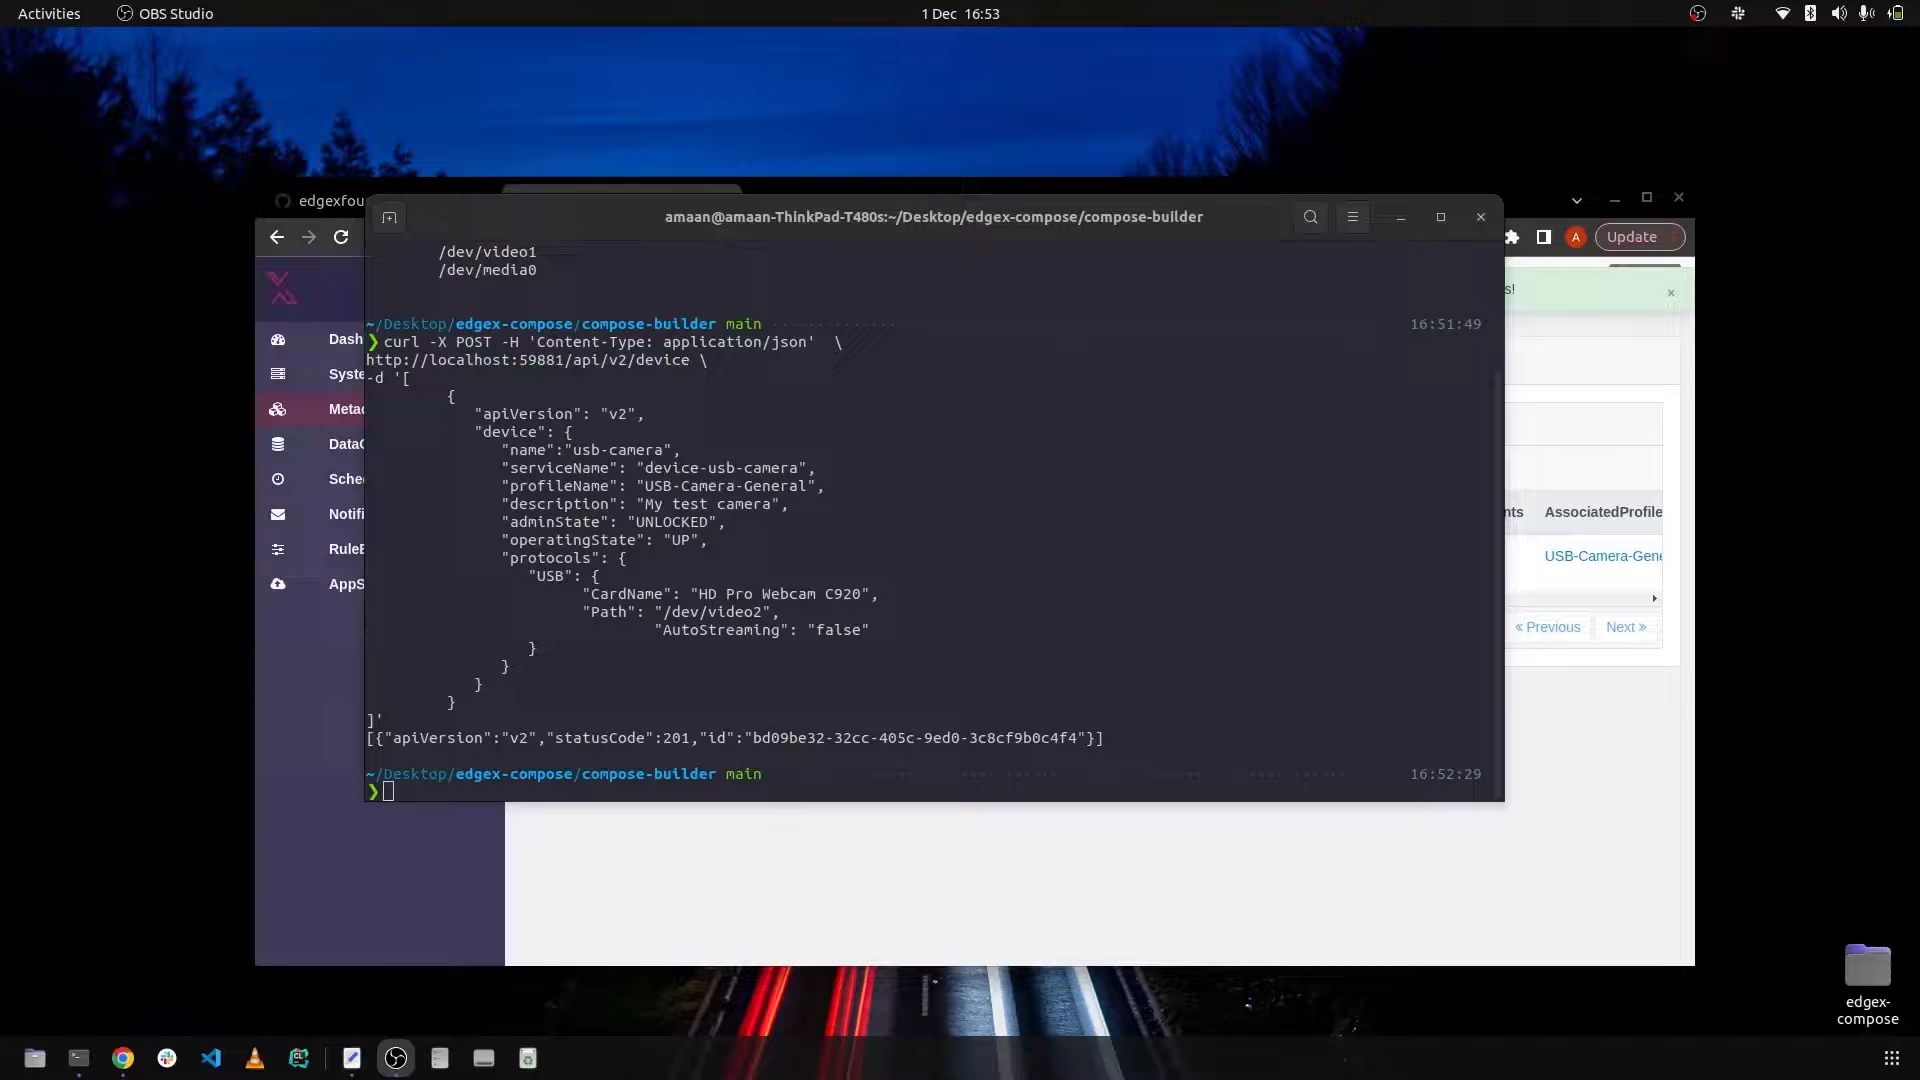 Activities
OBS Studio
1 Dec 16:53
edgexfou
amaan@amaan-ThinkPad-T480s:~/Desktop/edgex-compose/compose-builder
A
Update
/dev/video1
/dev/media0
~/Desktop/edgex-compose/compose-builder main 16:51:49
❯ curl -X POST -H 'Content-Type: application/json' \
http://localhost:59881/api/v2/device \
-d '[
{
"apiVersion": "v2",
"device": {
"name":"usb-camera",
"serviceName": "device-usb-camera",
"profileName": "USB-Camera-General",
"description": "My test camera",
"adminState": "UNLOCKED",
"operatingState": "UP",
"protocols": {
"USB": {
"CardName": "HD Pro Webcam C920",
"Path": "/dev/video2",
"AutoStreaming": "false"
}
}
}
}
]'
[{"apiVersion":"v2","statusCode":201,"id":"bd09be32-32cc-405c-9ed0-3c8cf9b0c4f4"}]
~/Desktop/edgex-compose/compose-builder main 16:52:29
❯
Dash
Syste
Metad
DataC
Sche
Notifi
RuleE
AppS
s!
×
nts AssociatedProfile
USB-Camera-Gene
« Previous Next »
edgex-
compose